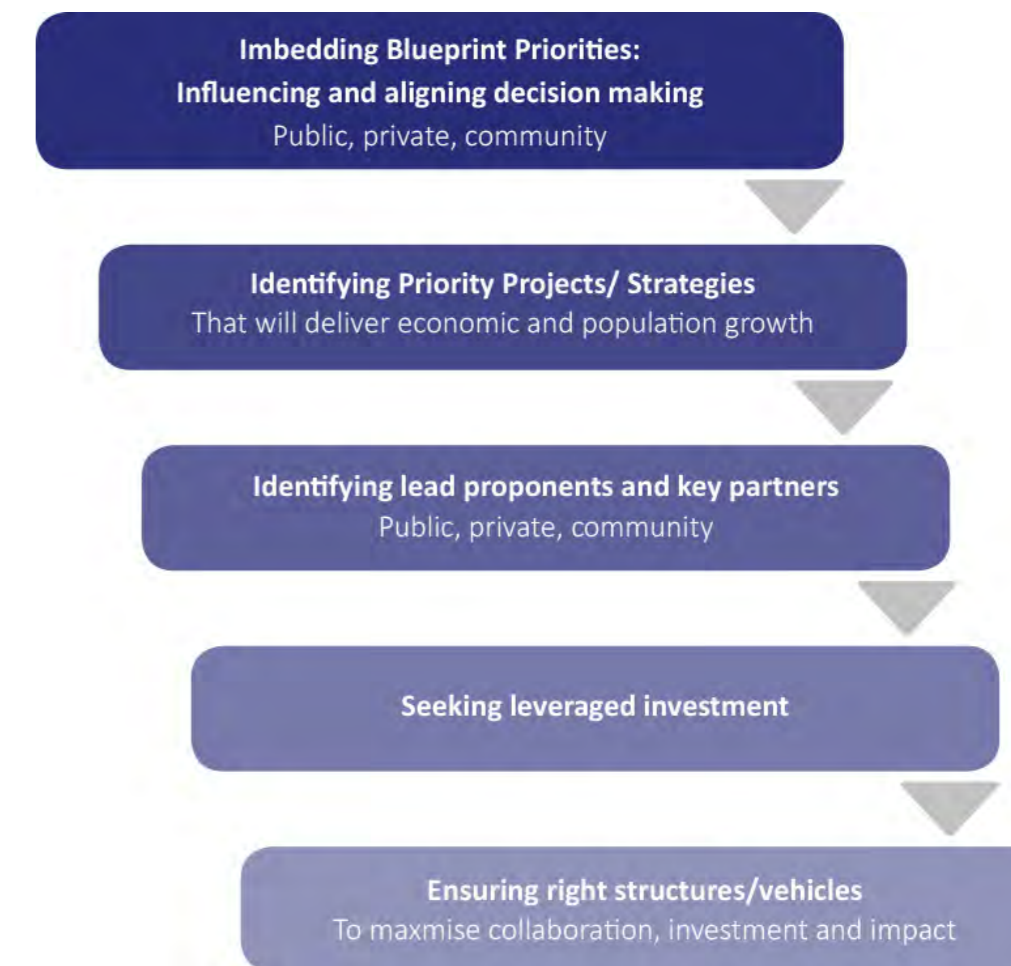 Imbedding Blueprint Priorities:
Influencing and aligning decision making
Public, private, community
Identifying Priority Projects/ Strategies
That will deliver economic and population growth
Identifying lead proponents and key partners
Public, private, community
Seeking leveraged investment
Ensuring right structures/vehicles
To maxmise collaboration, investment and impact